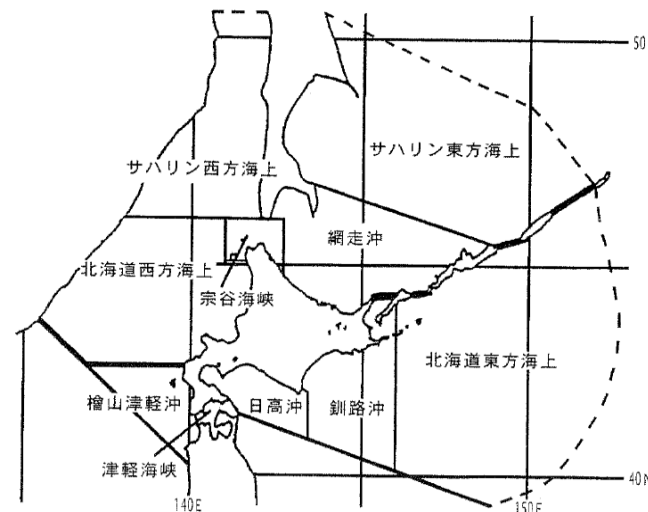 50
サハリン東方海上
サハリン西方海上
網走沖
北海道西方海上
宗谷海峡
北海道東方海上
檜山津軽沖
日高沖
釧路沖
津軽海峡
40N
140E
150E